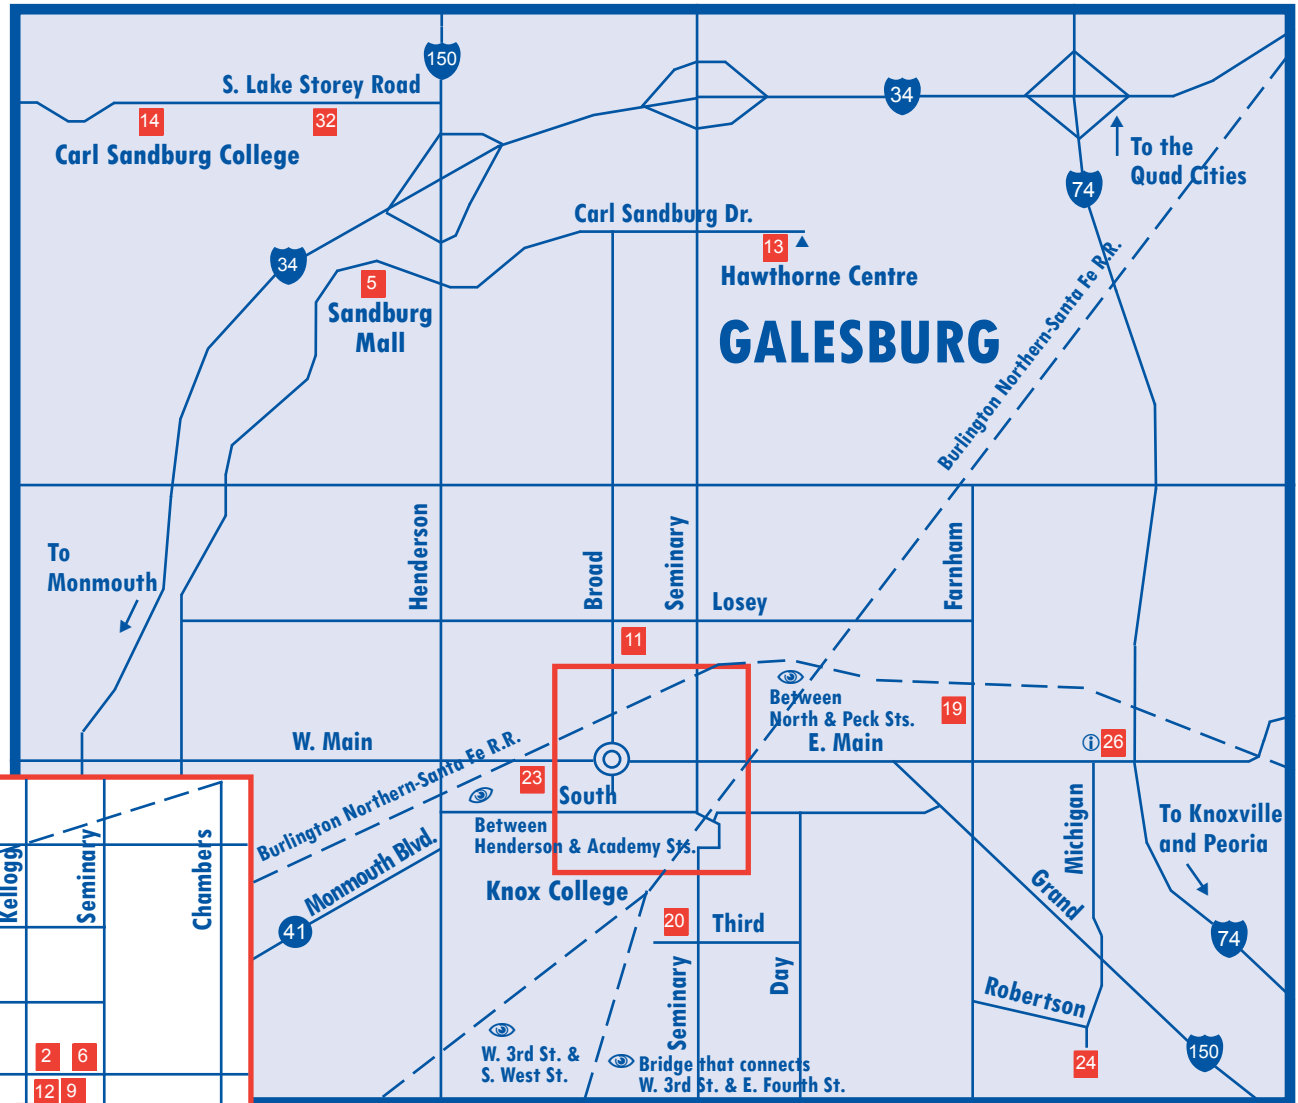 150
S. Lake Storey Road
14
32
Carl Sandburg College
34
74
To the
Quad Cities
34
Carl Sandburg Dr.
13
Hawthorne Centre
5
Sandburg
Mall
GALESBURG
Burlington Northern-Santa Fe R.R.
To
Monmouth
Henderson
Broad
Seminary
Farnham
Losey
11
Between
North & Peck Sts.
19
W. Main
E. Main
i 26
Burlington Northern-Santa Fe R.R.
23
South
Between
Henderson & Academy Sts.
Michigan
To Knoxville
and Peoria
Monmouth Blvd.
41
Knox College
Grand
20
Third
74
Seminary
Day
Robertson
24
150
W. 3rd St. &
S. West St.
Bridge that connects
W. 3rd St. & E. Fourth St.
Kellogg
Seminary
Chambers
2
6
12
9